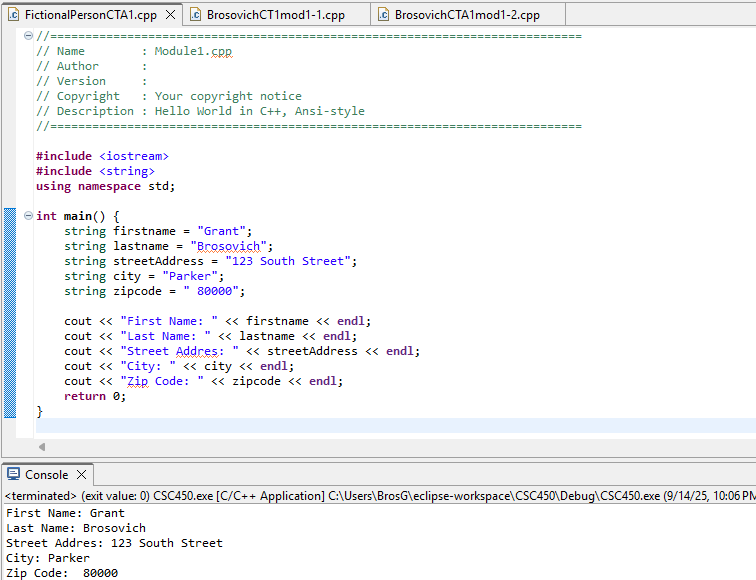 FictionalPersonCTA1.cpp BrosovichCT1mod1-1.cpp BrosovichCTA1mod1-2.cpp
//============================================================================
// Name        : Module1.cpp
// Author      :
// Version     :
// Copyright   : Your copyright notice
// Description : Hello World in C++, Ansi-style
//============================================================================
#include <iostream>
#include <string>
using namespace std;
int main() {
    string firstname = "Grant";
    string lastname = "Brosovich";
    string streetAddress = "123 South Street";
    string city = "Parker";
    string zipcode = " 80000";
    cout << "First Name: " << firstname << endl;
    cout << "Last Name: " << lastname << endl;
    cout << "Street Addres: " << streetAddress << endl;
    cout << "City: " << city << endl;
    cout << "Zip Code: " << zipcode << endl;
    return 0;
}
Console
<terminated> (exit value: 0) CSC450.exe [C/C++ Application] C:\Users\BrosG\eclipse-workspace\CSC450\Debug\CSC450.exe (9/14/25, 10:06 PM
First Name: Grant
Last Name: Brosovich
Street Addres: 123 South Street
City: Parker
Zip Code:  80000